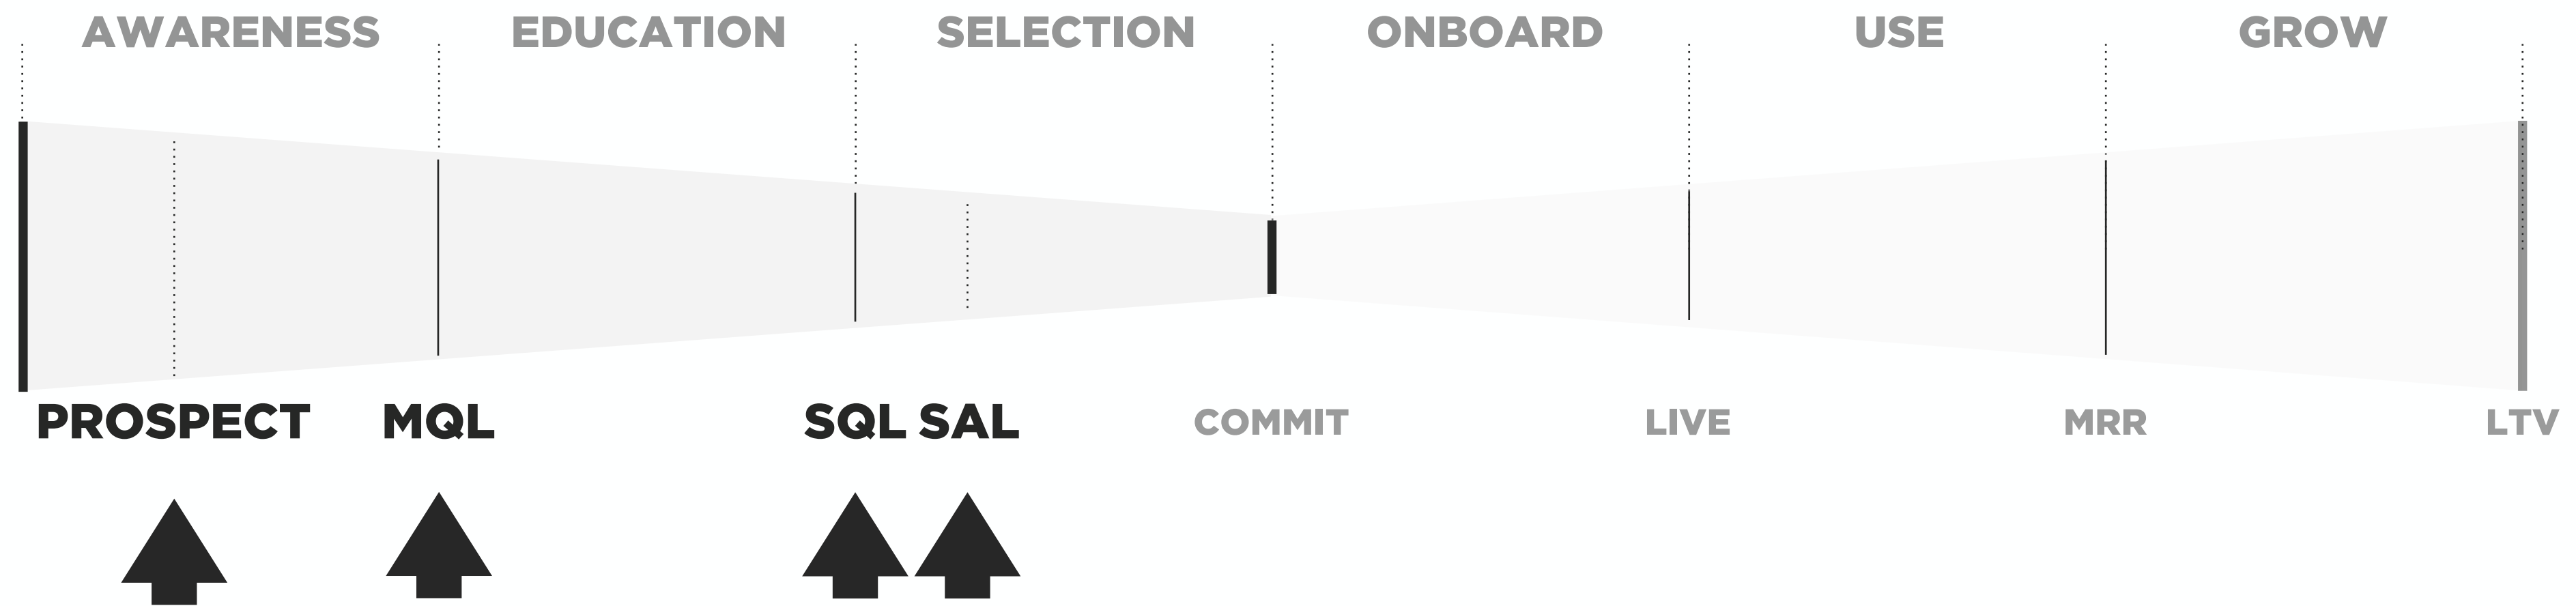 AWARENESS EDUCATION SELECTION ONBOARD USE GROW
PROSPECT MQL SQL SAL COMMIT LIVE MRR LTV